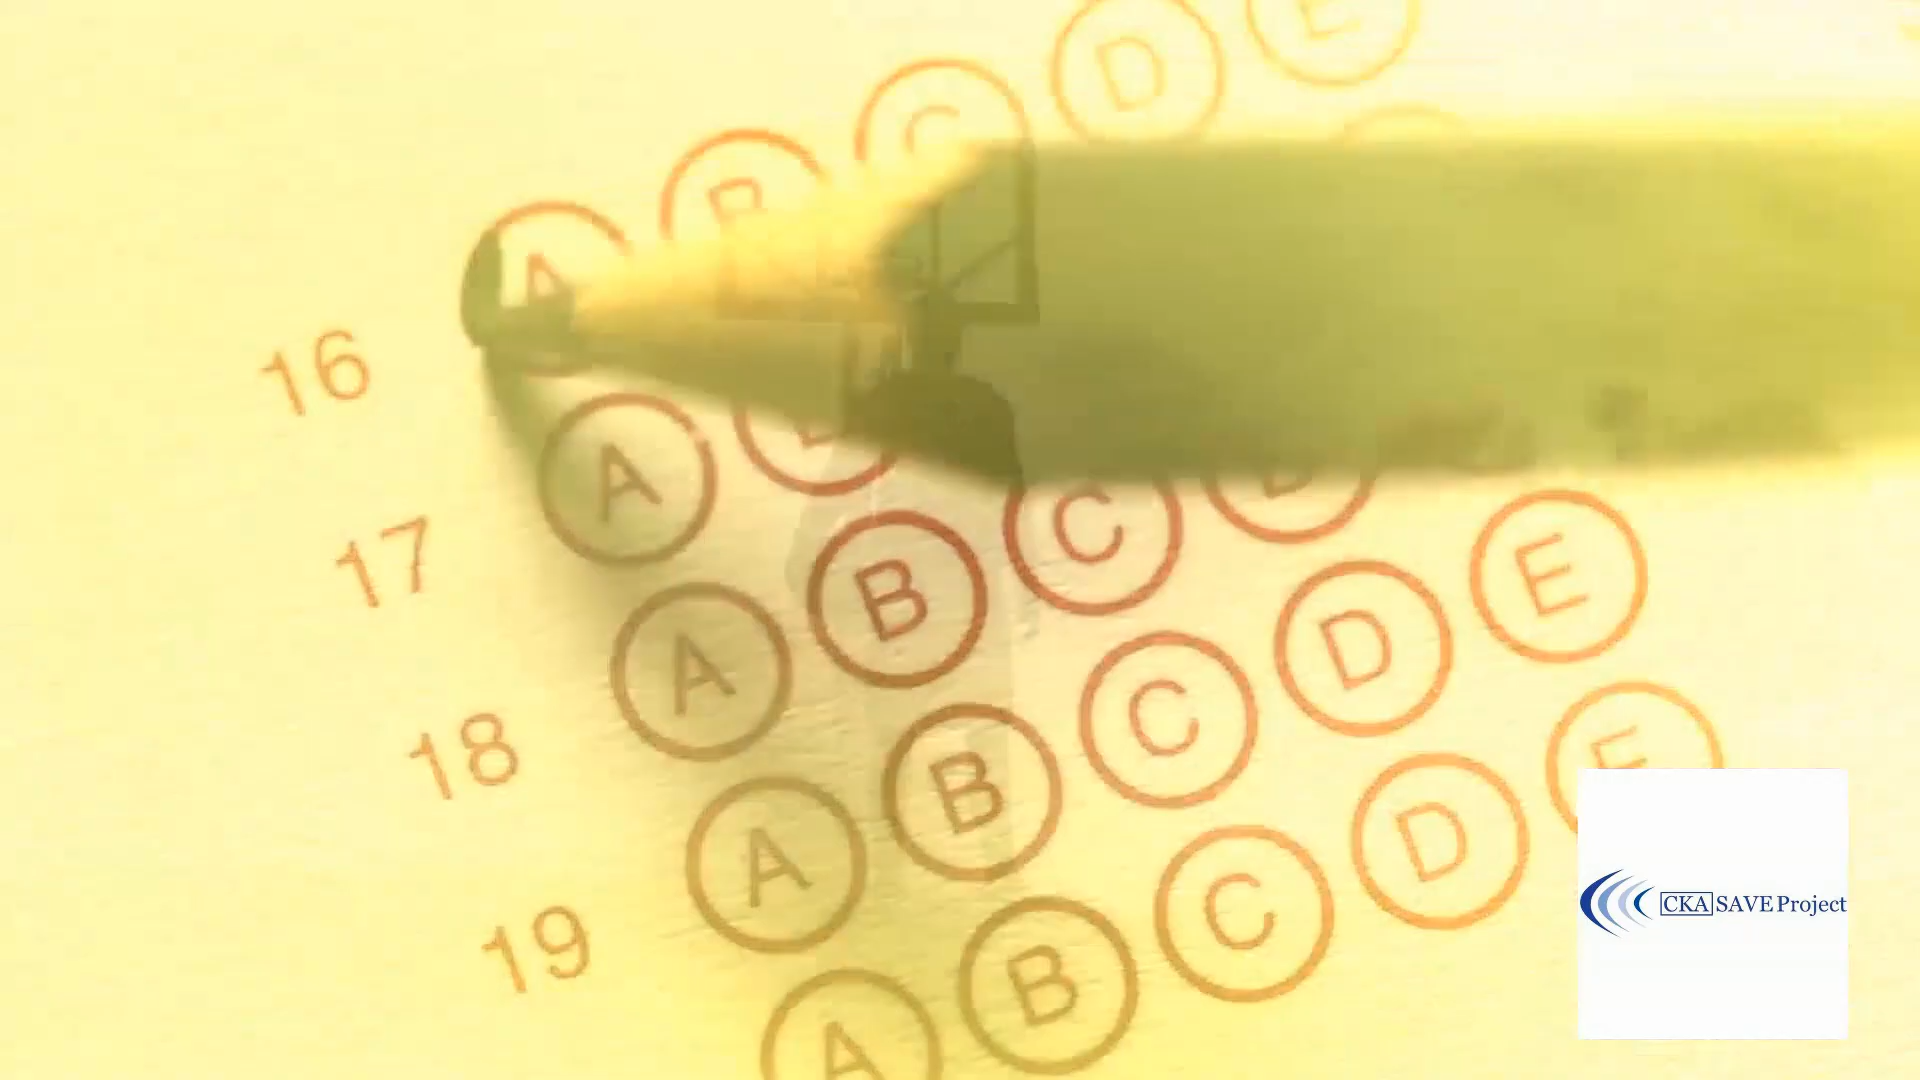 16 A B C D E
17 A
18 A B C
19 A B C D E
A B C D E
CKA SAVE Project